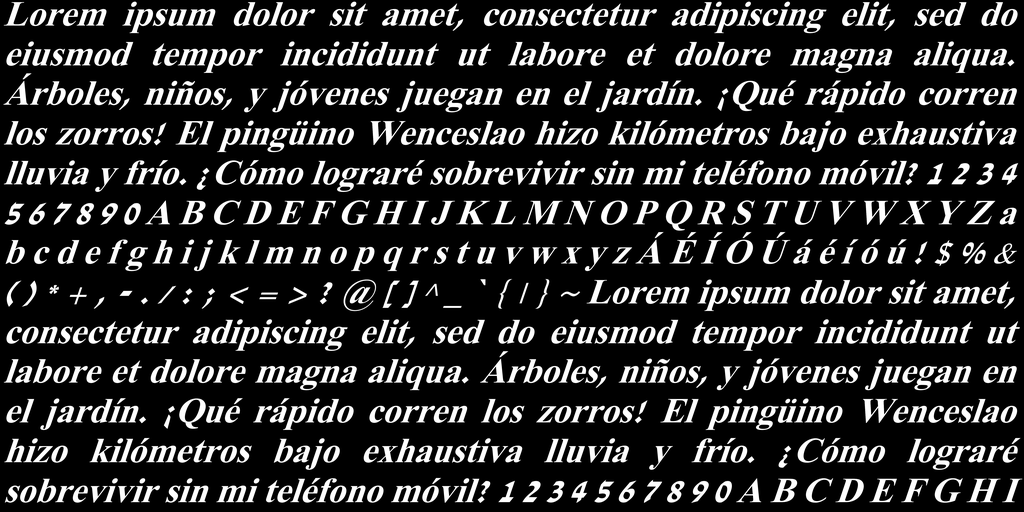 Lorem ipsum dolor sit amet, consectetur adipiscing elit, sed do
eiusmod tempor incididunt ut labore et dolore magna aliqua.
Árboles, niños, y jóvenes juegan en el jardín. ¡Qué rápido corren
los zorros! El pingüino Wenceslao hizo kilómetros bajo exhaustiva
lluvia y frío. ¿Cómo lograré sobrevivir sin mi teléfono móvil? 1 2 3 4
5 6 7 8 9 0 A B C D E F G H I J K L M N O P Q R S T U V W X Y Z a
b c d e f g h i j k l m n o p q r s t u v w x y z Á É Í Ó Ú á é í ó ú ! $ % &
( ) * + , - . / : ; < = > ? @ [ ] ^ _ ` { | } ~ Lorem ipsum dolor sit amet,
consectetur adipiscing elit, sed do eiusmod tempor incididunt ut
labore et dolore magna aliqua. Árboles, niños, y jóvenes juegan en
el jardín. ¡Qué rápido corren los zorros! El pingüino Wenceslao
hizo kilómetros bajo exhaustiva lluvia y frío. ¿Cómo lograré
sobrevivir sin mi teléfono móvil? 1 2 3 4 5 6 7 8 9 0 A B C D E F G H I